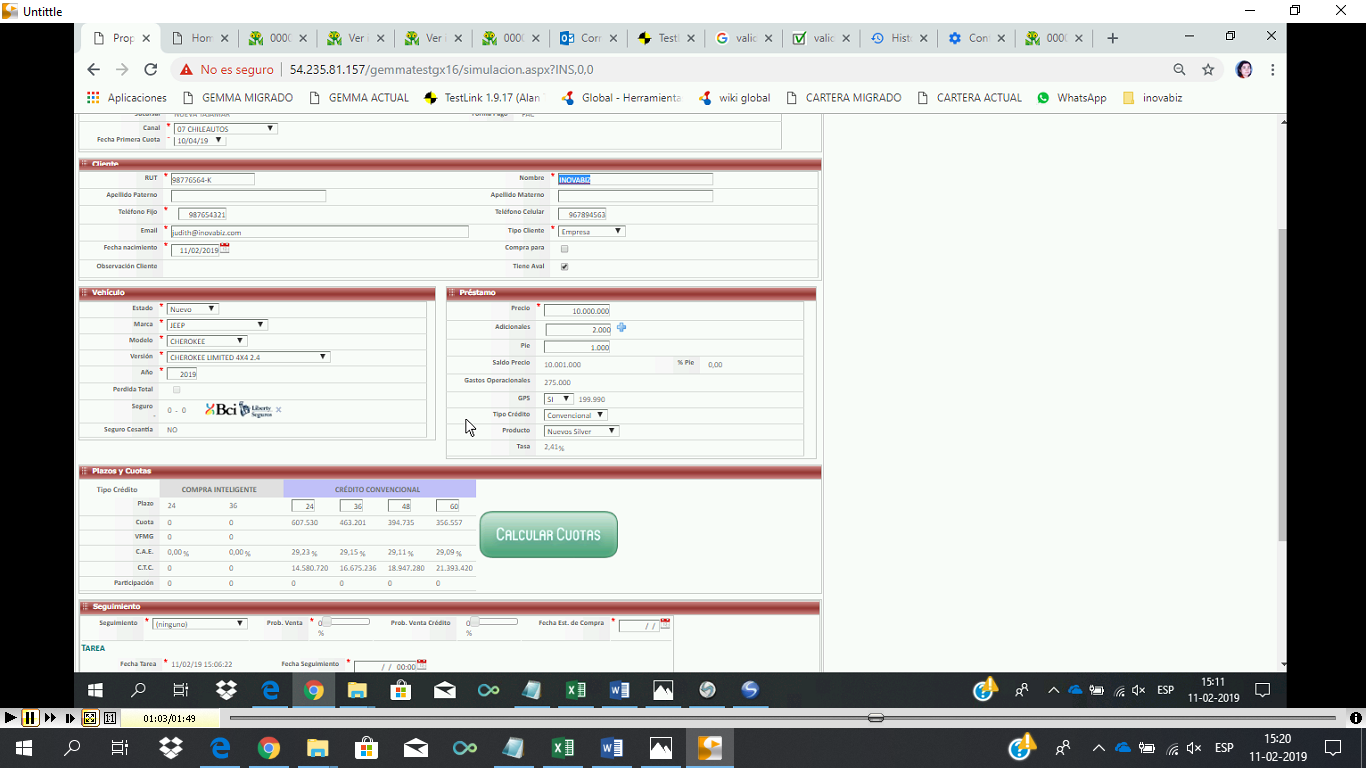 Untittle
Prop Hom 0000 Ver i Ver i 0000 Corre Testl valid valid Hist Conf 0000
No es seguro | 54.235.81.157/gemmatestgx16/simulacion.aspx?INS,0,0
Aplicaciones GEMMA MIGRADO GEMMA ACTUAL TestLink 1.9.17 (Alan Global - Herramienta wiki global CARTERA MIGRADO CARTERA ACTUAL WhatsApp inovabiz
Canal * 07 CHILEAUTOS
Fecha Primera Cuota * 10/04/19
Cliente
RUT * 98776564-K Nombre * INOVABIZ
Apellido Paterno Apellido Materno
Teléfono Fijo * 987654321 Teléfono Celular 967894563
Email * judith@inovabiz.com Tipo Cliente * Empresa
Fecha nacimiento * 11/02/2019 Compra para
Observación Cliente Tiene Aval
Vehículo
Estado * Nuevo
Marca * JEEP
Modelo * CHEROKEE
Versión * CHEROKEE LIMITED 4X4 2.4
Año * 2019
Perdida Total
Seguro 0 - 0 Bci Liberty Seguros
Seguro Cesantía NO
Préstamo
Precio * 10.000.000
Adicionales 2.000
Pie 1.000
Saldo Precio 10.001.000 % Pie 0,00
Gastos Operacionales 275.000
GPS SI 199.990
Tipo Crédito Convencional
Producto Nuevos Silver
Tasa 2,41%
Plazos y Cuotas
Tipo Crédito COMPRA INTELIGENTE CRÉDITO CONVENCIONAL
Plazo 24 36 24 36 48 60
Cuota 0 0 607.530 463.201 394.735 356.557
VFMG 0 0
C.A.E. 0,00 % 0,00 % 29,23 % 29,15 % 29,11 % 29,09 %
C.T.C. 0 0 14.580.720 16.675.236 18.947.280 21.393.420
Participación 0 0 0 0 0 0
CALCULAR CUOTAS
Seguimiento
Seguimiento * (ninguno) Prob. Venta * 0 % Prob. Venta Crédito 0 % Fecha Est. de Compra * / /
TAREA
Fecha Tarea * 11/02/19 15:06:22 Fecha Seguimiento * / / 00:00
ESP 15:11
11-02-2019
01:03/01:49
ESP 15:20
11-02-2019